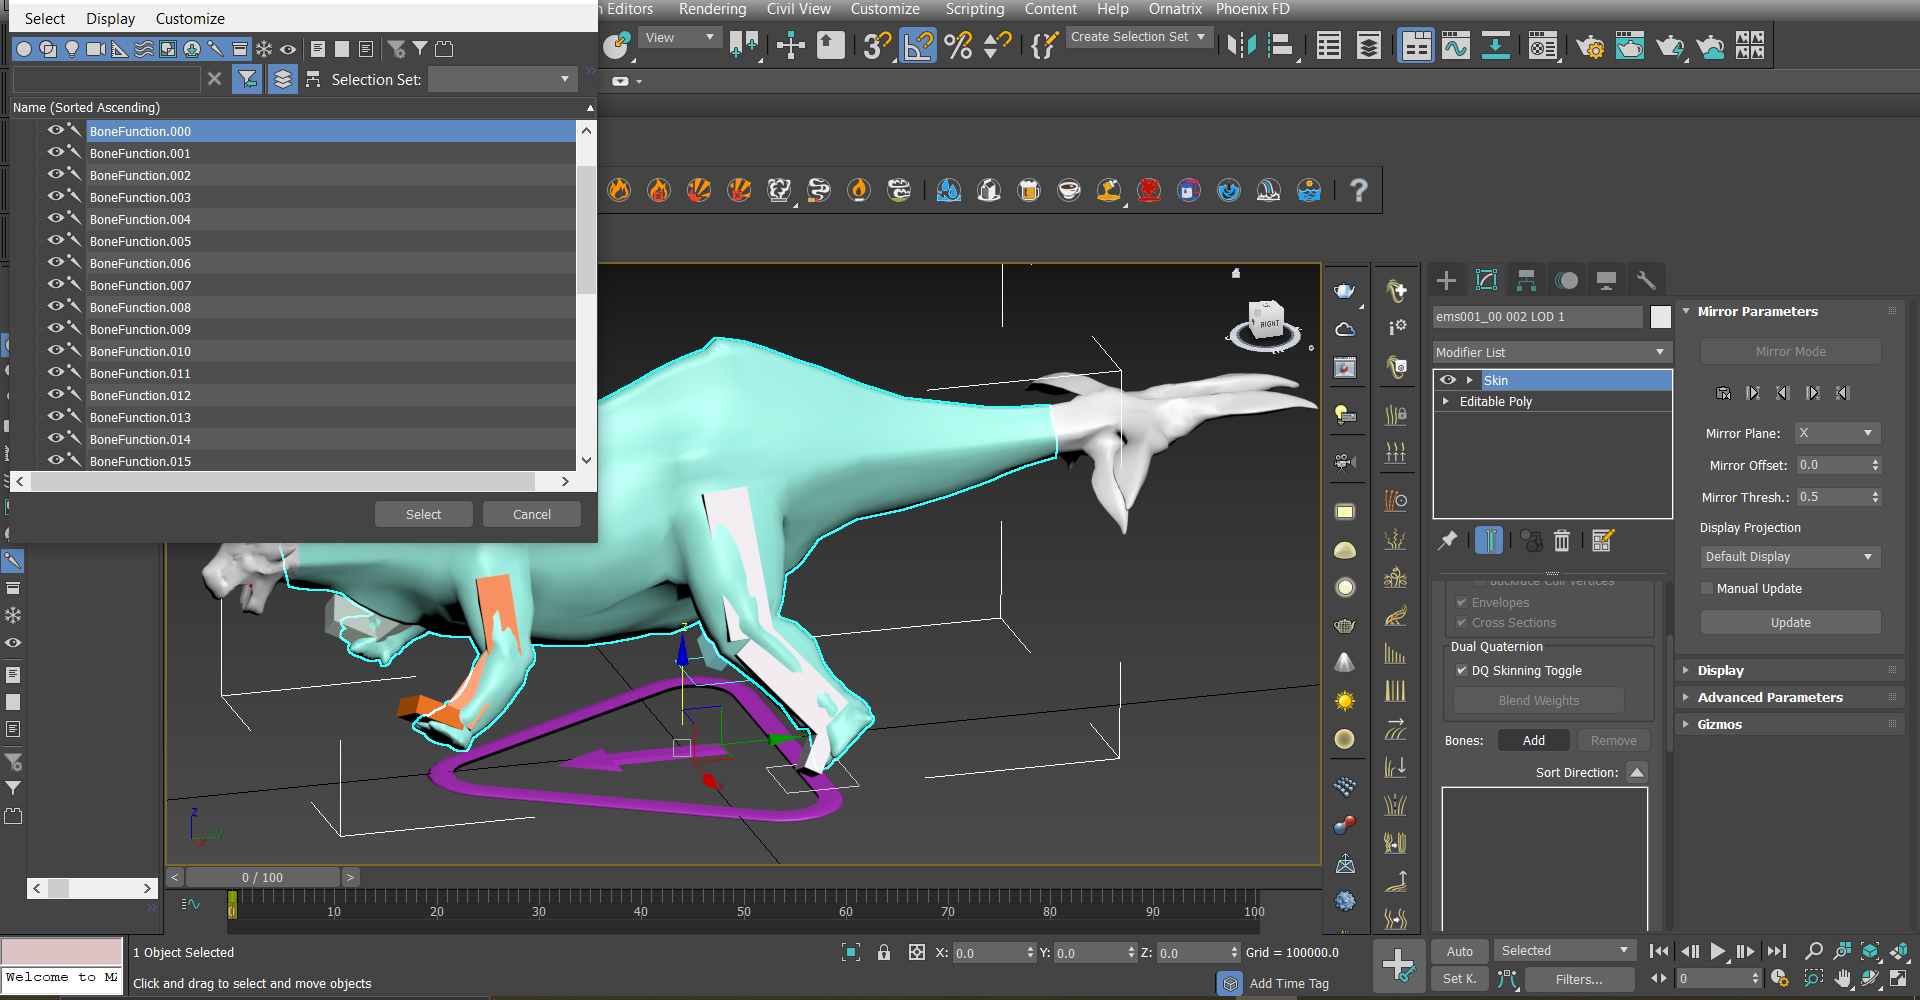 Select Display Customize
n Editors Rendering Civil View Customize Scripting Content Help Ornatrix Phoenix FD
View
Create Selection Set
Selection Set:
Name (Sorted Ascending)
BoneFunction.000
BoneFunction.001
BoneFunction.002
BoneFunction.003
BoneFunction.004
BoneFunction.005
BoneFunction.006
BoneFunction.007
BoneFunction.008
BoneFunction.009
BoneFunction.010
BoneFunction.011
BoneFunction.012
BoneFunction.013
BoneFunction.014
BoneFunction.015
Select Cancel
RIGHT
ems001_00 002 LOD 1
Modifier List
Skin
Editable Poly
Backface Cull Vertices
Envelopes
Cross Sections
Dual Quaternion
DQ Skinning Toggle
Blend Weights
Bones: Add Remove
Sort Direction:
Mirror Parameters
Mirror Mode
Mirror Plane: X
Mirror Offset: 0.0
Mirror Thresh.: 0.5
Display Projection
Default Display
Manual Update
Update
Display
Advanced Parameters
Gizmos
z
x
z
y
x
< 0 / 100 >
0 10 20 30 40 50 60 70 80 90 100
1 Object Selected
X: 0.0 Y: 0.0 Z: 0.0 Grid = 100000.0
Auto Selected
Welcome to MA
Click and drag to select and move objects
Add Time Tag
Set K. Filters... 0